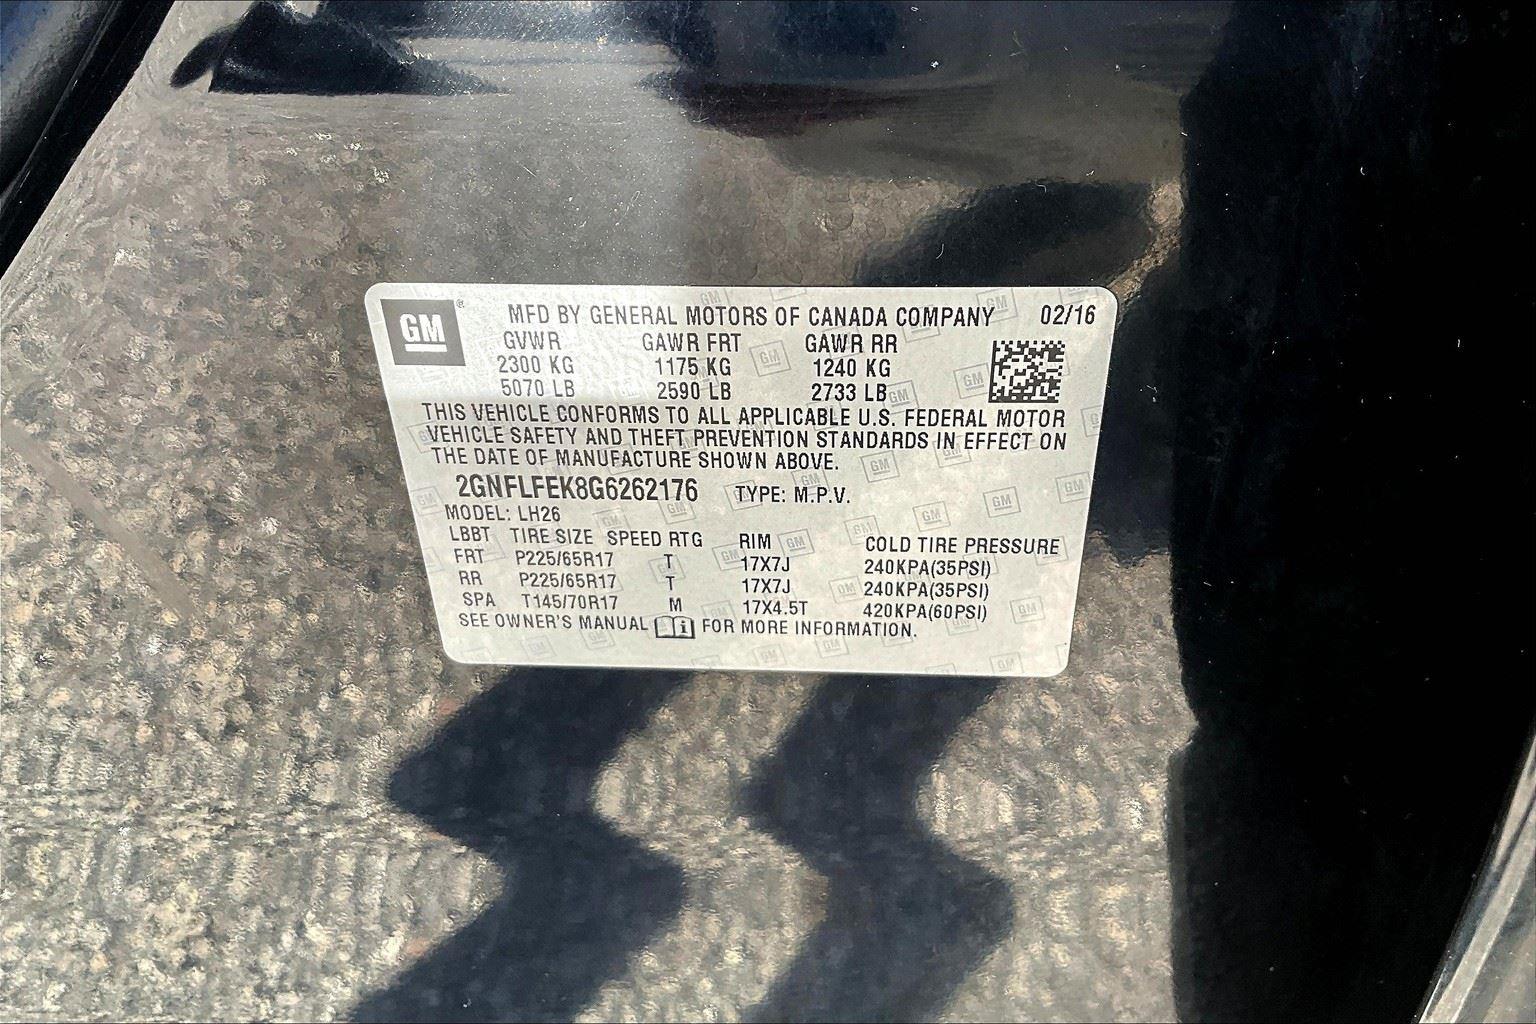 GM ® MFD BY GENERAL MOTORS OF CANADA COMPANY 02/16
GVWR GAWR FRT GAWR RR
2300 KG 1175 KG 1240 KG
5070 LB 2590 LB 2733 LB
THIS VEHICLE CONFORMS TO ALL APPLICABLE U.S. FEDERAL MOTOR
VEHICLE SAFETY AND THEFT PREVENTION STANDARDS IN EFFECT ON
THE DATE OF MANUFACTURE SHOWN ABOVE.
2GNFLFEK8G6262176 TYPE: M.P.V.
MODEL: LH26
LBBT TIRE SIZE SPEED RTG RIM COLD TIRE PRESSURE
FRT P225/65R17 T 17X7J 240KPA(35PSI)
RR P225/65R17 T 17X7J 240KPA(35PSI)
SPA T145/70R17 M 17X4.5T 420KPA(60PSI)
SEE OWNER'S MANUAL i FOR MORE INFORMATION.